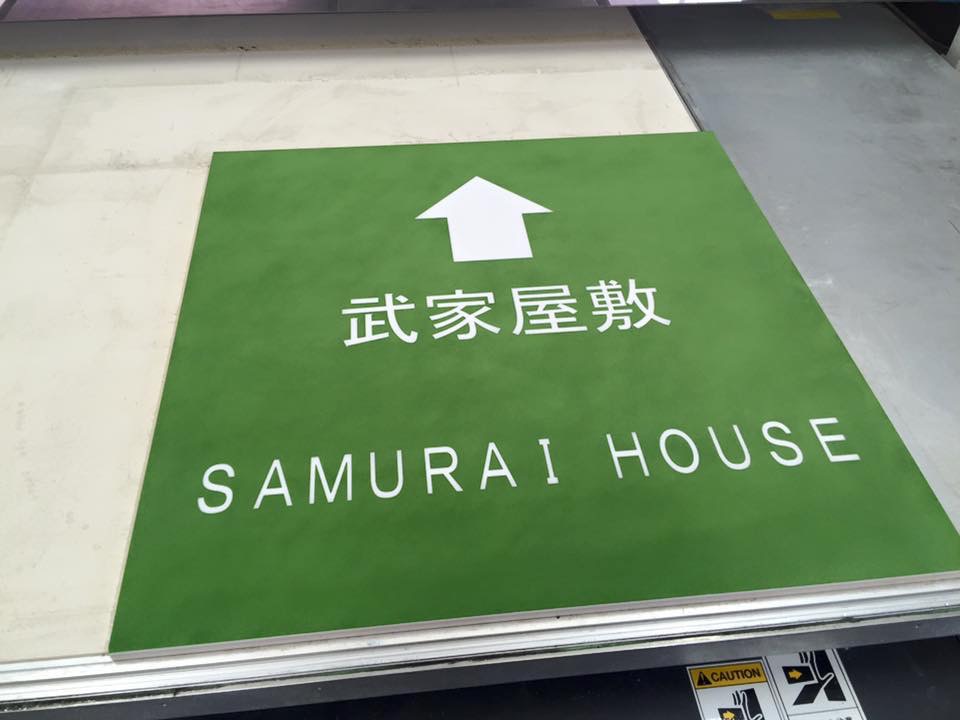 武家屋敷
SAMURAI HOUSE
CAUTION